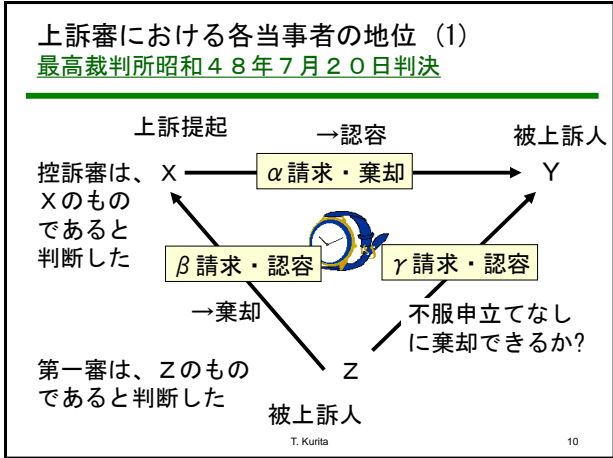 上訴審における各当事者の地位 (1)
最高裁判所昭和４８年７月２０日判決
上訴提起
→認容
被上訴人
控訴審は、
Xのもの
であると
判断した
X
α請求・棄却
Y
β請求・認容
γ請求・認容
→棄却
不服申立てなし
に棄却できるか?
第一審は、Zのもの
であると判断した
Z
被上訴人
T. Kurita
10